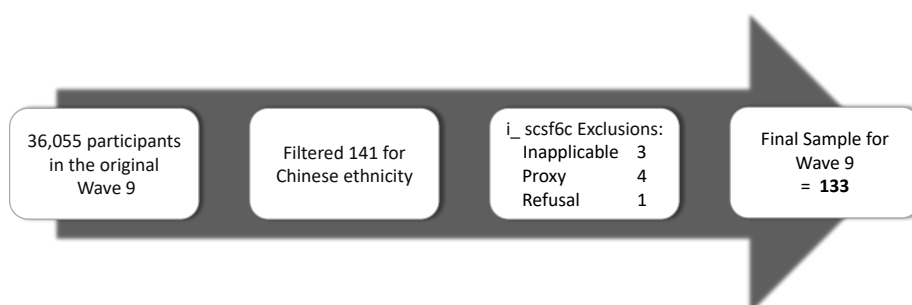 36,055 participants
in the original
Wave 9
Filtered 141 for
Chinese ethnicity
i_ scsf6c Exclusions:
Inapplicable 3
Proxy 4
Refusal 1
Final Sample for
Wave 9
= 133